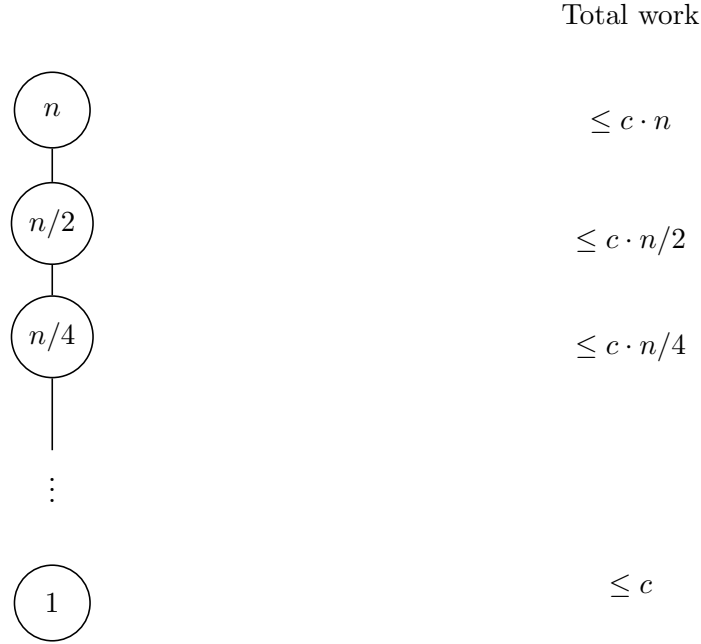 Total work
n ≤ c · n
n/2 ≤ c · n/2
n/4 ≤ c · n/4
⋮
1 ≤ c